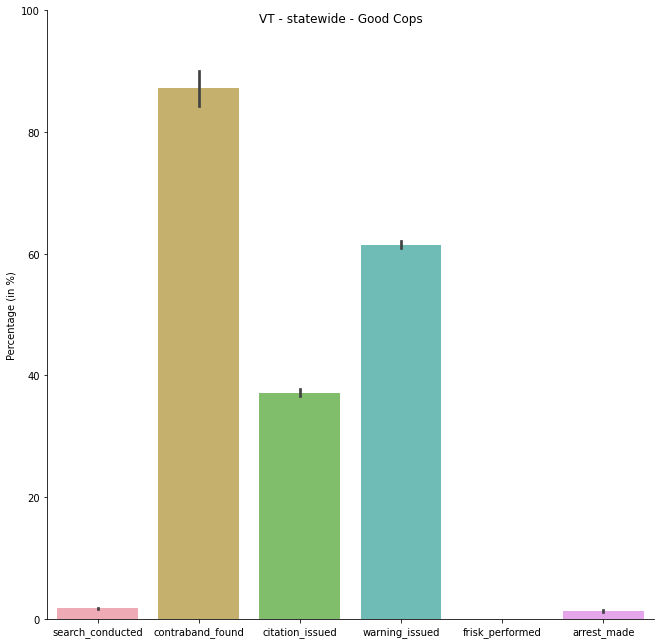 VT - statewide - Good Cops
Percentage (in %)
100
80
60
40
20
0
search_conducted contraband_found citation_issued warning_issued frisk_performed arrest_made